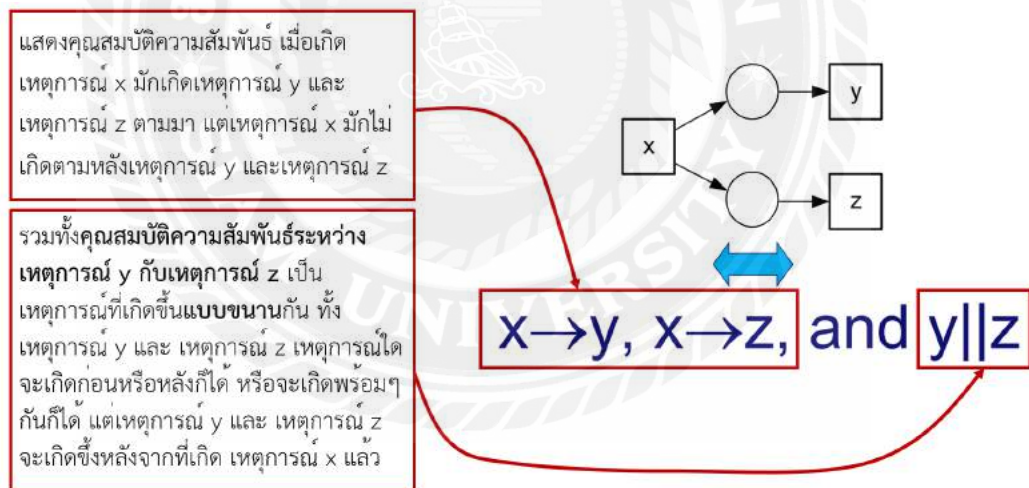 แสดงคุณสมบัติความสัมพันธ์ เมื่อเกิด
เหตุการณ์ x มักเกิดเหตุการณ์ y และ
เหตุการณ์ z ตามมา แต่เหตุการณ์ x มักไม่
เกิดตามหลังเหตุการณ์ y และเหตุการณ์ z
รวมทั้งคุณสมบัติความสัมพันธ์ระหว่าง
เหตุการณ์ y กับเหตุการณ์ z เป็น
เหตุการณ์ที่เกิดขึ้นแบบขนานกัน ทั้ง
เหตุการณ์ y และ เหตุการณ์ z เหตุการณ์ใด
จะเกิดก่อนหรือหลังก็ได้ หรือจะเกิดพร้อมๆ
กันก็ได้ แต่เหตุการณ์ y และ เหตุการณ์ z
จะเกิดขึ้งหลังจากที่เกิด เหตุการณ์ x แล้ว
x
y
z
x→y, x→z, and y||z
UNIVERSITY